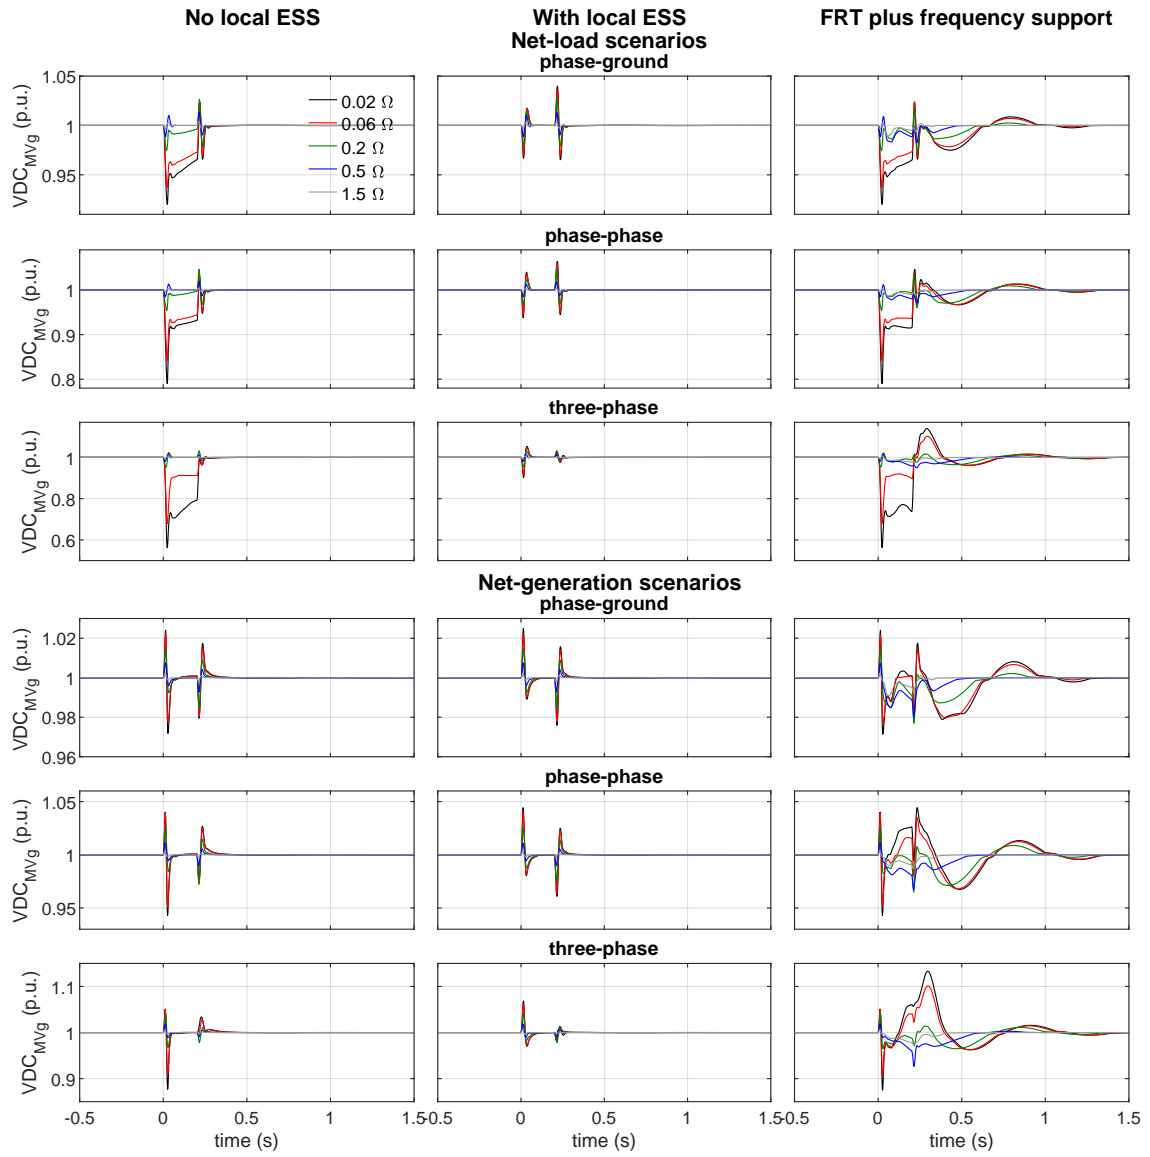 No local ESS
With local ESS
FRT plus frequency support
Net-load scenarios
phase-ground
1.05
1
0.95
VDC_MVg (p.u.)
0.02 Ω
0.06 Ω
0.2 Ω
0.5 Ω
1.5 Ω
phase-phase
1
0.9
0.8
VDC_MVg (p.u.)
three-phase
1
0.8
0.6
VDC_MVg (p.u.)
Net-generation scenarios
phase-ground
1.02
1
0.98
0.96
VDC_MVg (p.u.)
phase-phase
1.05
1
0.95
VDC_MVg (p.u.)
three-phase
1.1
1
0.9
VDC_MVg (p.u.)
-0.5 0 0.5 1 1.5
-0.5 0 0.5 1 1.5
-0.5 0 0.5 1 1.5
time (s)
time (s)
time (s)